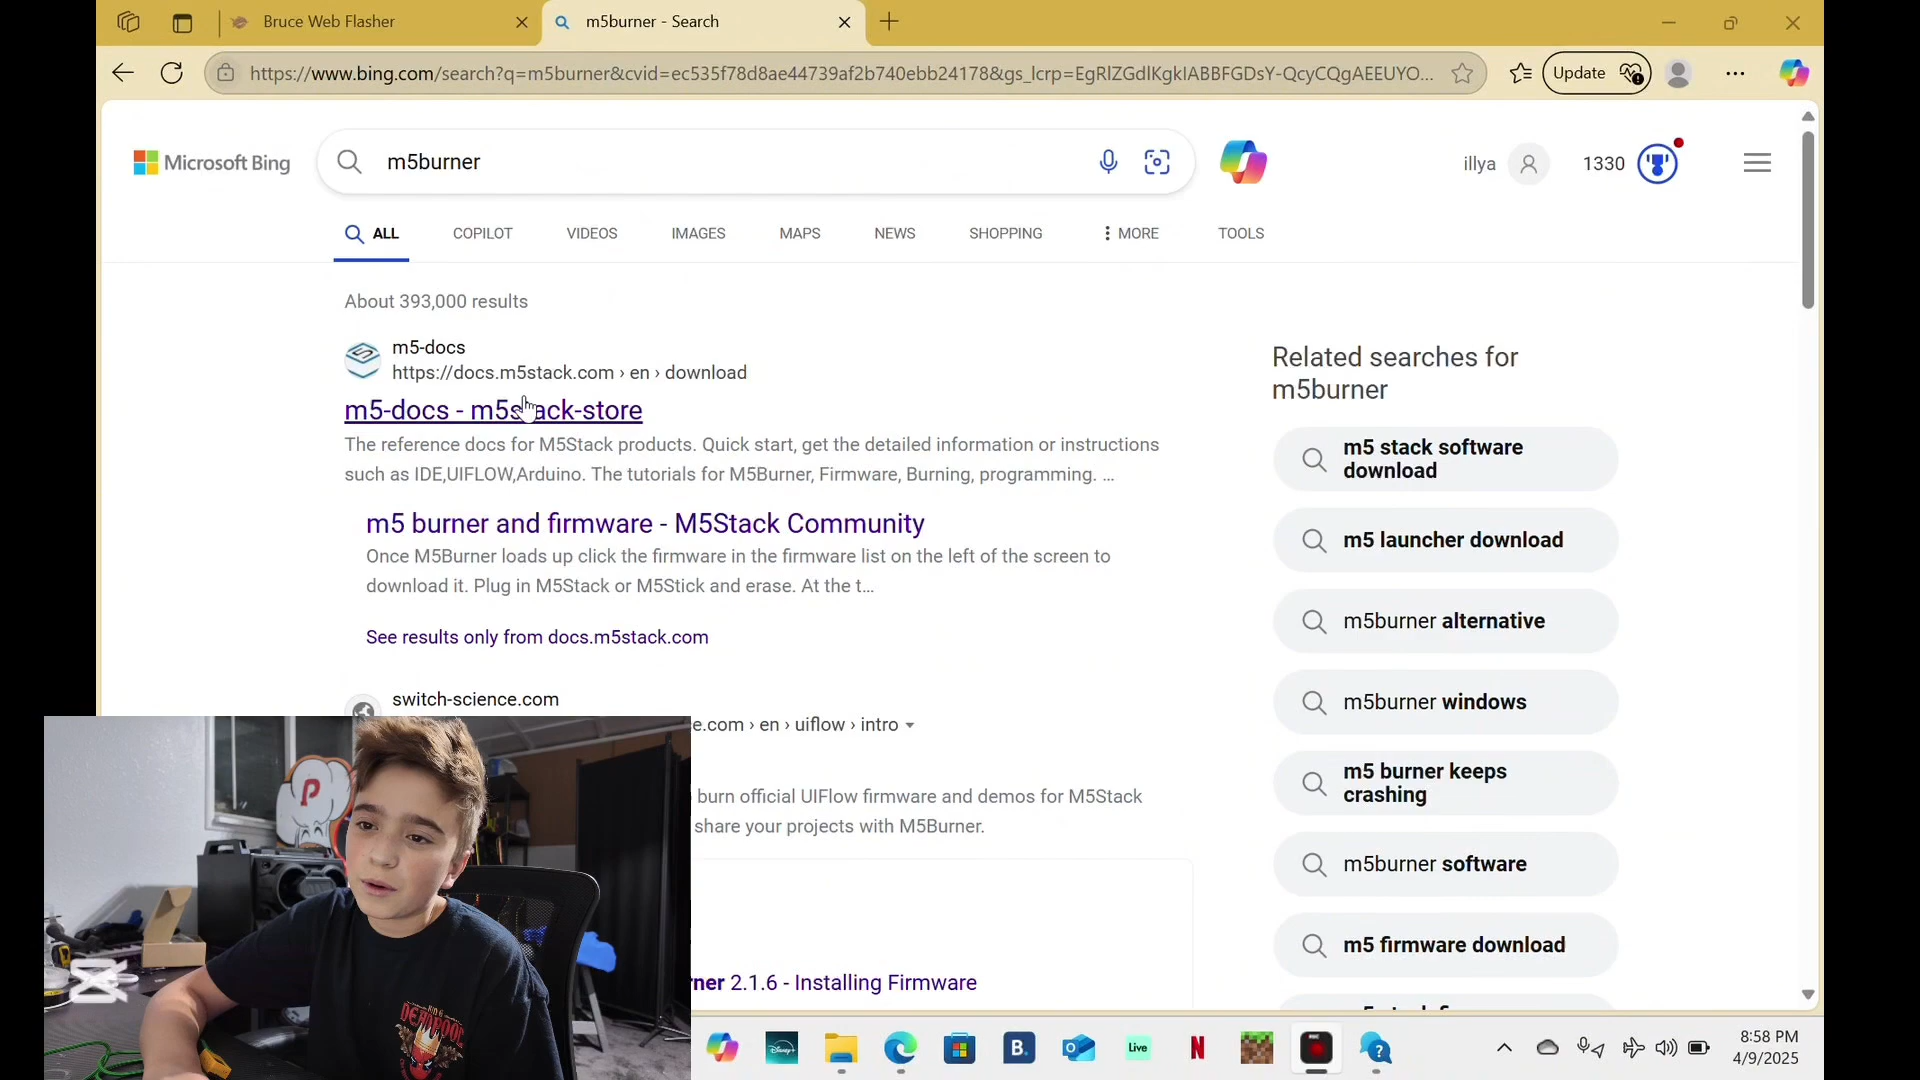 Bruce Web Flasher
m5burner - Search
https://www.bing.com/search?q=m5burner&cvid=ec535f78d8ae44739af2b740ebb24178&gs_lcrp=EgRlZGdlKgkIABBFGDsY-QcyCQgAEEUYO...
Update
Microsoft Bing
m5burner
illya
1330
ALL
COPILOT
VIDEOS
IMAGES
MAPS
NEWS
SHOPPING
MORE
TOOLS
About 393,000 results
m5-docs
https://docs.m5stack.com › en › download
m5-docs - m5stack-store
The reference docs for M5Stack products. Quick start, get the detailed information or instructions
such as IDE,UIFLOW,Arduino. The tutorials for M5Burner, Firmware, Burning, programming. ...
m5 burner and firmware - M5Stack Community
Once M5Burner loads up click the firmware in the firmware list on the left of the screen to
download it. Plug in M5Stack or M5Stick and erase. At the t...
See results only from docs.m5stack.com
switch-science.com
e.com › en › uiflow › intro
burn official UIFlow firmware and demos for M5Stack
share your projects with M5Burner.
rner 2.1.6 - Installing Firmware
Related searches for
m5burner
m5 stack software
download
m5 launcher download
m5burner alternative
m5burner windows
m5 burner keeps
crashing
m5burner software
m5 firmware download
P
DEADPOOL
Disney+
B.
Live
N
8:58 PM
4/9/2025